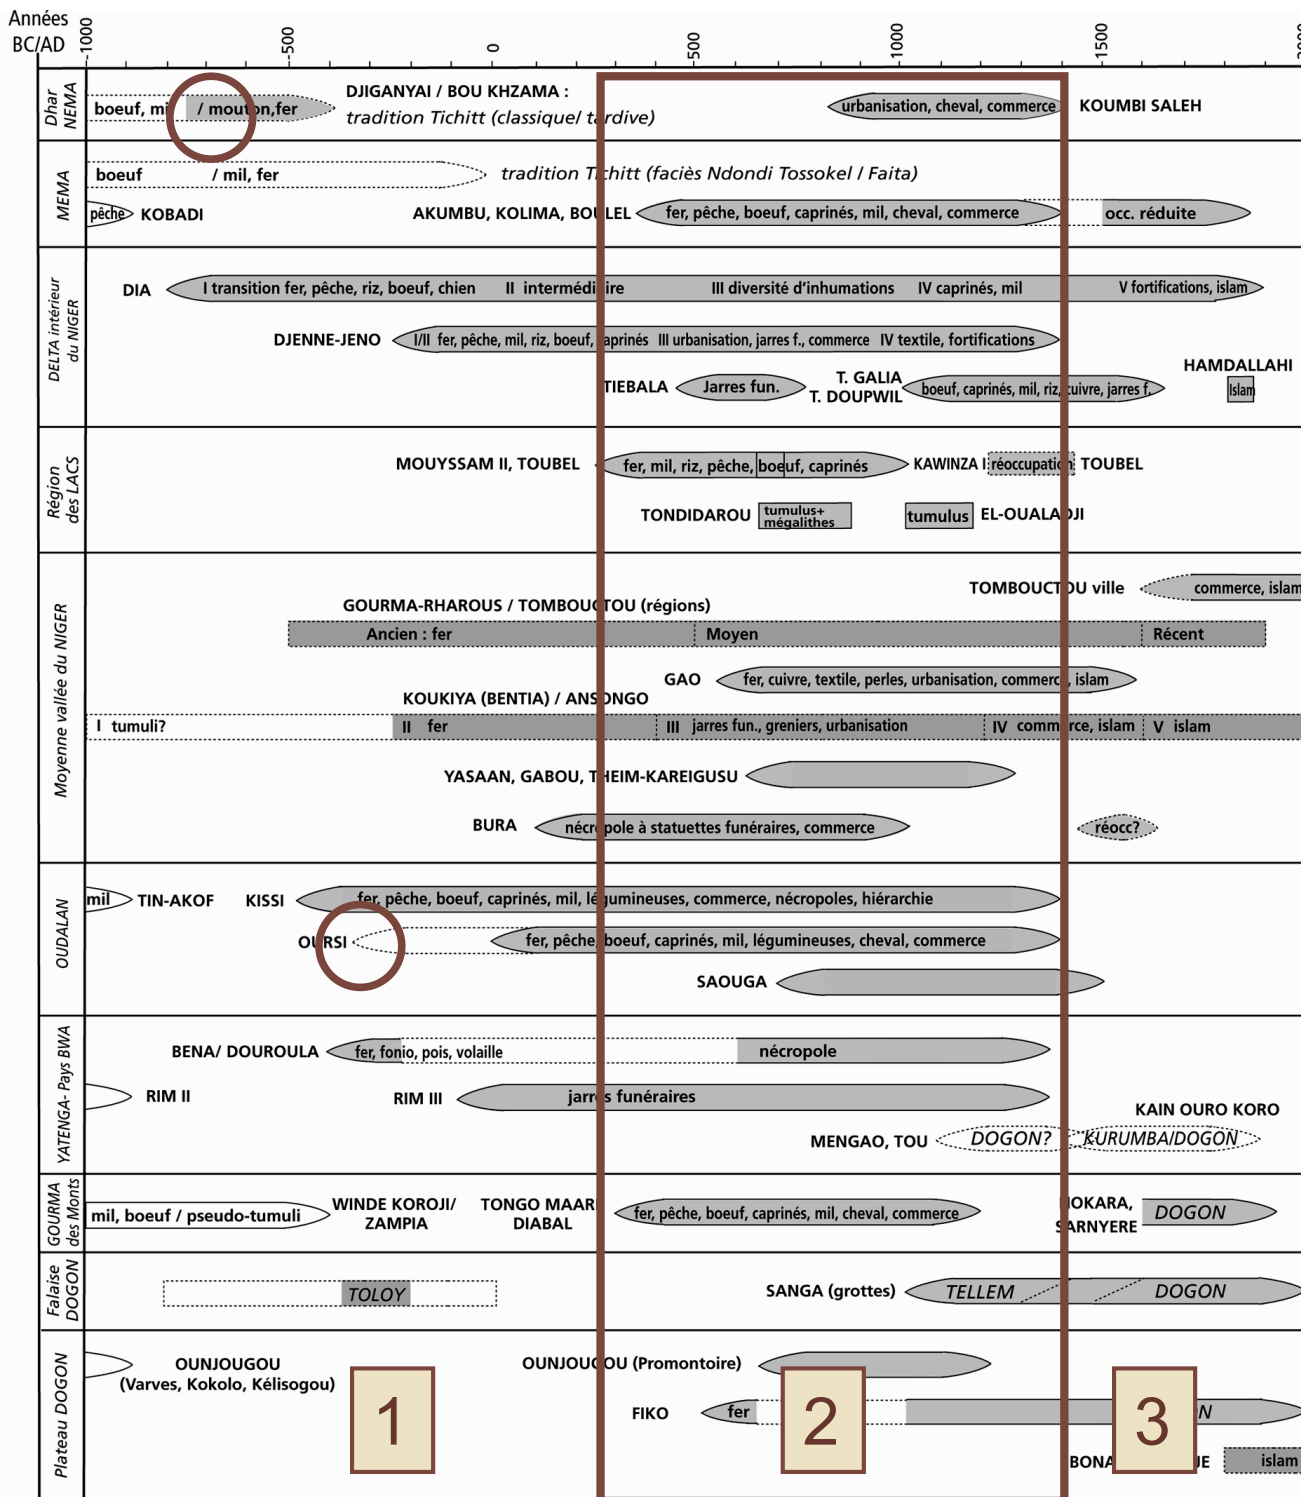 Années
BC/AD
-1000
-500
0
500
1000
1500
2000
Dhar
NEMA
boeuf, mil / mouton,fer
DJIGANYAI / BOU KHZAMA :
tradition Tichitt (classique/ tardive)
urbanisation, cheval, commerce
KOUMBI SALEH
MEMA
boeuf / mil, fer
tradition Tichitt (faciès Ndondi Tossokel / Faita)
pêche
KOBADI
AKUMBU, KOLIMA, BOULEL
fer, pêche, boeuf, caprinés, mil, cheval, commerce
occ. réduite
DELTA intérieur
du NIGER
DIA
I transition fer, pêche, riz, boeuf, chien
II intermédiaire
III diversité d'inhumations
IV caprinés, mil
V fortifications, islam
DJENNE-JENO
I/II fer, pêche, mil, riz, boeuf, caprinés
III urbanisation, jarres f., commerce
IV textile, fortifications
TIEBALA
Jarres fun.
T. GALIA
T. DOUPWIL
boeuf, caprinés, mil, riz, cuivre, jarres f.
HAMDALLAHI
Islam
Région
des LACS
MOUYSSAM II, TOUBEL
fer, mil, riz, pêche, boeuf, caprinés
KAWINZA I
réoccupation
TOUBEL
TONDIDAROU
tumulus+
mégalithes
tumulus
EL-OUALADJI
Moyenne vallée du NIGER
TOMBOUCTOU ville
commerce, islam
GOURMA-RHAROUS / TOMBOUCTOU (régions)
Ancien : fer
Moyen
Récent
GAO
fer, cuivre, textile, perles, urbanisation, commerce, islam
KOUKIYA (BENTIA) / ANSONGO
I tumuli?
II fer
III jarres fun., greniers, urbanisation
IV commerce, islam
V islam
YASAAN, GABOU, THEIM-KAREIGUSU
BURA
nécropole à statuettes funéraires, commerce
réocc?
OUDALAN
mil
TIN-AKOF
KISSI
fer, pêche, boeuf, caprinés, mil, légumineuses, commerce, nécropoles, hiérarchie
OURSI
fer, pêche, boeuf, caprinés, mil, légumineuses, cheval, commerce
SAOUGA
YATENGA- Pays BWA
BENA/ DOUROULA
fer, fonio, pois, volaille
nécropole
RIM II
RIM III
jarres funéraires
KAIN OURO KORO
MENGAO, TOU
DOGON?
KURUMBA/DOGON
GOURMA
des Monts
mil, boeuf / pseudo-tumuli
WINDE KOROJI/
ZAMPIA
TONGO MAARE
DIABAL
fer, pêche, boeuf, caprinés, mil, cheval, commerce
HOKARA,
SARNYERE
DOGON
Falaise
DOGON
TOLOY
SANGA (grottes)
TELLEM
DOGON
Plateau DOGON
OUNJOUGOU
(Varves, Kokolo, Kélisogou)
OUNJOUGOU (Promontoire)
FIKO
fer
islam
1
2
3